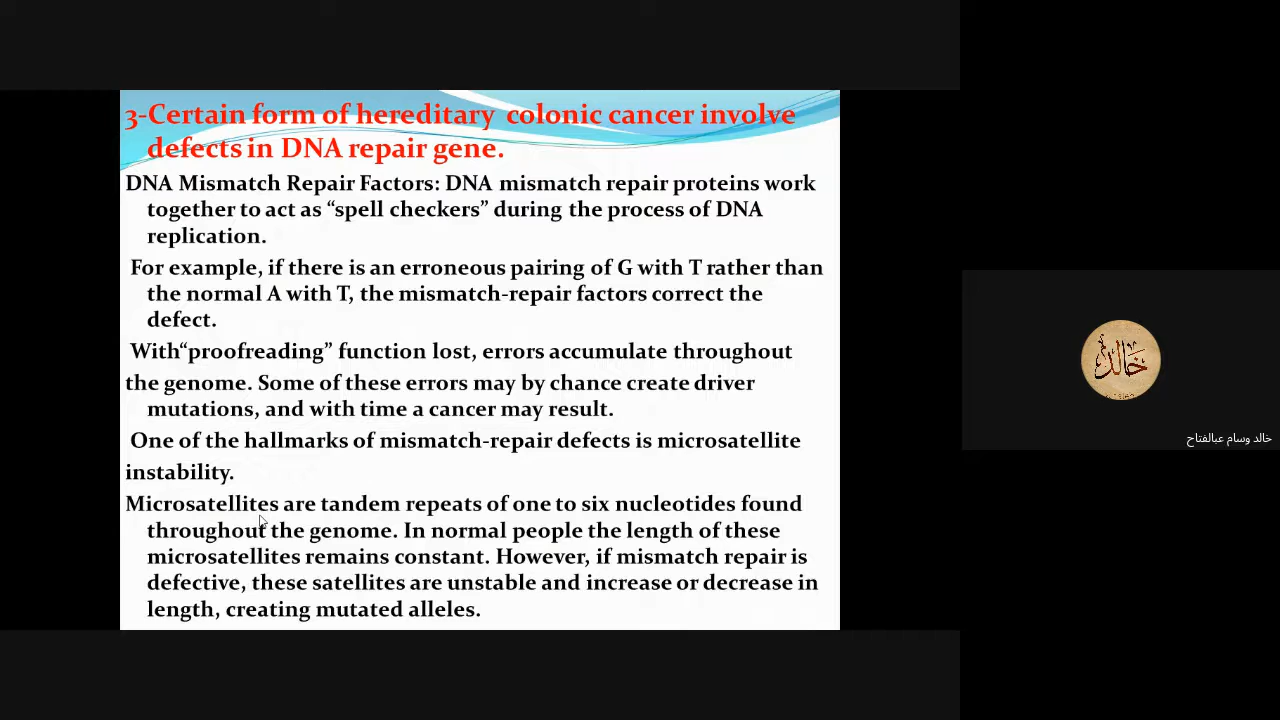 3-Certain form of hereditary colonic cancer involve
defects in DNA repair gene.
DNA Mismatch Repair Factors: DNA mismatch repair proteins work
together to act as “spell checkers” during the process of DNA
replication.
For example, if there is an erroneous pairing of G with T rather than
the normal A with T, the mismatch-repair factors correct the
defect.
With“proofreading” function lost, errors accumulate throughout
the genome. Some of these errors may by chance create driver
mutations, and with time a cancer may result.
One of the hallmarks of mismatch-repair defects is microsatellite
instability.
Microsatellites are tandem repeats of one to six nucleotides found
throughout the genome. In normal people the length of these
microsatellites remains constant. However, if mismatch repair is
defective, these satellites are unstable and increase or decrease in
length, creating mutated alleles.
خالد
خالد وسام عبالفتاح